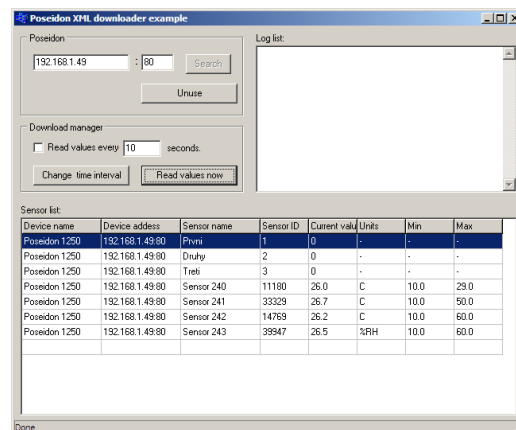 Poseidon XML downloader example
Poseidon
192.168.1.49 : 80 Search
Unuse
Log list:
Download manager
Read values every 10 seconds.
Change time interval Read values now
Sensor list:
Device name Device addess Sensor name Sensor ID Current valu Units Min Max
Poseidon 1250 192.168.1.49:80 Prvni 1 0 - - -
Poseidon 1250 192.168.1.49:80 Druhy 2 0 - - -
Poseidon 1250 192.168.1.49:80 Treti 3 0 - - -
Poseidon 1250 192.168.1.49:80 Sensor 240 11180 26.0 C 10.0 29.0
Poseidon 1250 192.168.1.49:80 Sensor 241 33329 26.7 C 10.0 50.0
Poseidon 1250 192.168.1.49:80 Sensor 242 14769 26.2 C 10.0 60.0
Poseidon 1250 192.168.1.49:80 Sensor 243 39947 26.5 %RH 10.0 60.0
Done